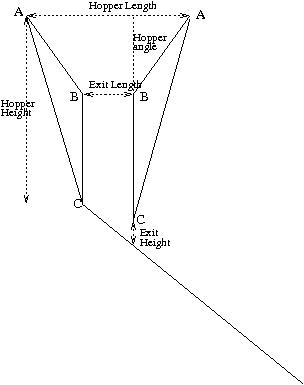 Hopper Length
A
A
Hopper
angle
Exit Length
B
B
Hopper
Height
C
C
Exit
Height